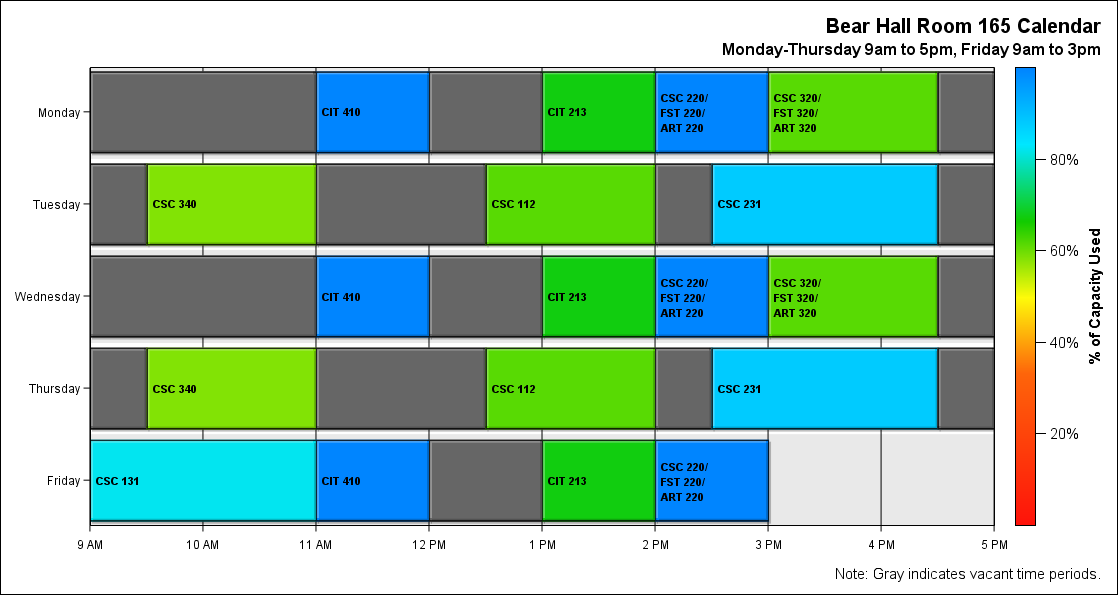 Bear Hall Room 165 Calendar
Monday-Thursday 9am to 5pm, Friday 9am to 3pm
Monday
CIT 410
CIT 213
CSC 220/
FST 220/
ART 220
CSC 320/
FST 320/
ART 320
Tuesday
CSC 340
CSC 112
CSC 231
Wednesday
CIT 410
CIT 213
CSC 220/
FST 220/
ART 220
CSC 320/
FST 320/
ART 320
Thursday
CSC 340
CSC 112
CSC 231
Friday
CSC 131
CIT 410
CIT 213
CSC 220/
FST 220/
ART 220
9 AM
10 AM
11 AM
12 PM
1 PM
2 PM
3 PM
4 PM
5 PM
80%
60%
40%
20%
% of Capacity Used
Note: Gray indicates vacant time periods.